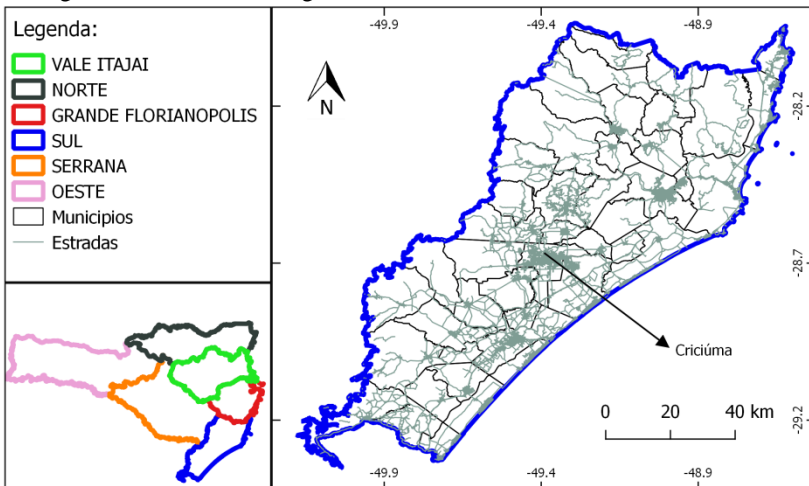 Legenda:
VALE ITAJAI
NORTE
GRANDE FLORIANOPOLIS
SUL
SERRANA
OESTE
Municipios
Estradas
-49.9 -49.4 -48.9
N
-28.2
-28.7
Criciúma
0 20 40 km
-29.2
-49.9 -49.4 -48.9